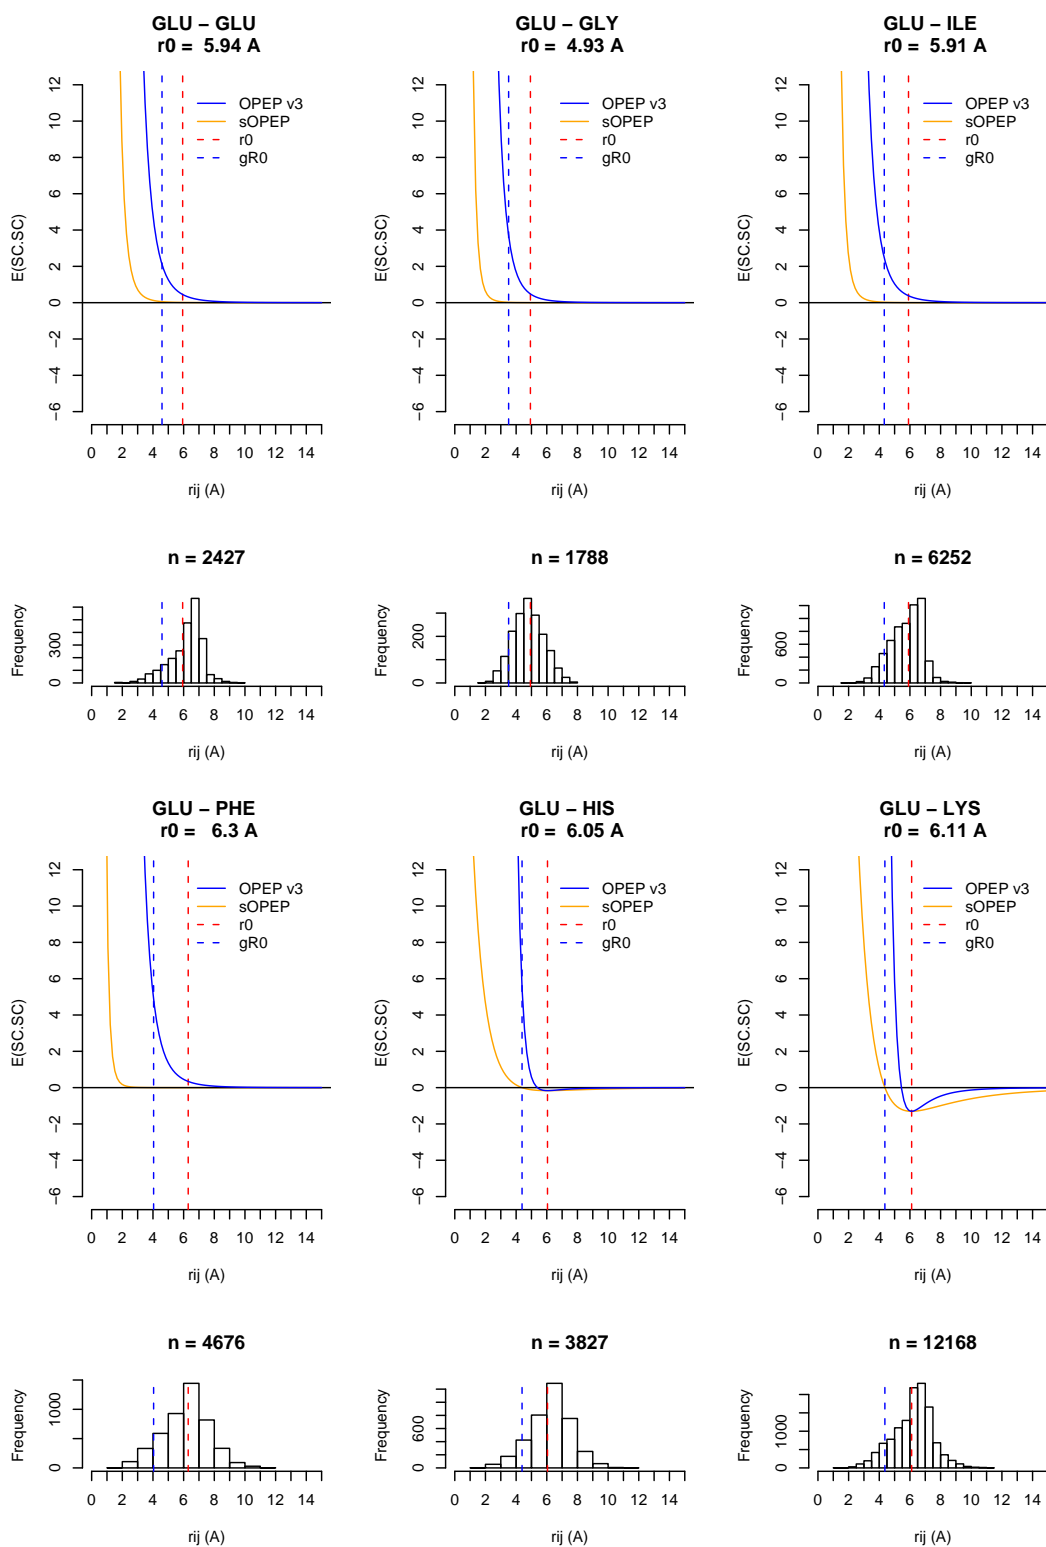 GLU − GLU
r0 = 5.94 A
12
10
8
6
4
2
0
−2
−4
−6
E(SC.SC)
OPEP v3
sOPEP
r0
gR0
0 2 4 6 8 10 12 14
rij (A)
GLU − GLY
r0 = 4.93 A
12
10
8
6
4
2
0
−2
−4
−6
E(SC.SC)
OPEP v3
sOPEP
r0
gR0
0 2 4 6 8 10 12 14
rij (A)
GLU − ILE
r0 = 5.91 A
12
10
8
6
4
2
0
−2
−4
−6
E(SC.SC)
OPEP v3
sOPEP
r0
gR0
0 2 4 6 8 10 12 14
rij (A)
n = 2427
Frequency
300
0
0 2 4 6 8 10 12 14
rij (A)
n = 1788
Frequency
200
0
0 2 4 6 8 10 12 14
rij (A)
n = 6252
Frequency
600
0
0 2 4 6 8 10 12 14
rij (A)
GLU − PHE
r0 = 6.3 A
12
10
8
6
4
2
0
−2
−4
−6
E(SC.SC)
OPEP v3
sOPEP
r0
gR0
0 2 4 6 8 10 12 14
rij (A)
GLU − HIS
r0 = 6.05 A
12
10
8
6
4
2
0
−2
−4
−6
E(SC.SC)
OPEP v3
sOPEP
r0
gR0
0 2 4 6 8 10 12 14
rij (A)
GLU − LYS
r0 = 6.11 A
12
10
8
6
4
2
0
−2
−4
−6
E(SC.SC)
OPEP v3
sOPEP
r0
gR0
0 2 4 6 8 10 12 14
rij (A)
n = 4676
Frequency
1000
0
0 2 4 6 8 10 12 14
rij (A)
n = 3827
Frequency
600
0
0 2 4 6 8 10 12 14
rij (A)
n = 12168
Frequency
1000
0
0 2 4 6 8 10 12 14
rij (A)